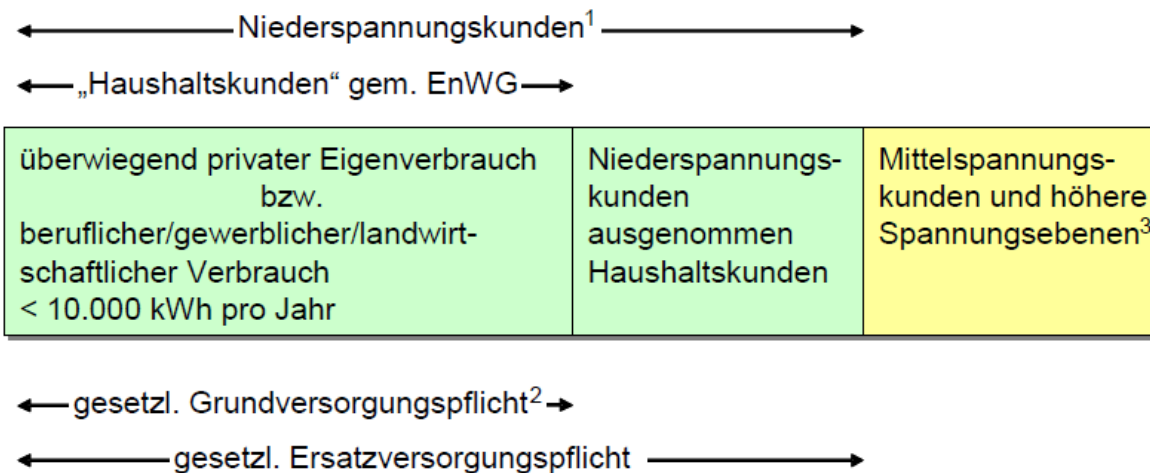 Niederspannungskunden¹
„Haushaltskunden“ gem. EnWG
überwiegend privater Eigenverbrauch
bzw.
beruflicher/gewerblicher/landwirt-
schaftlicher Verbrauch
< 10.000 kWh pro Jahr
Niederspannungs-
kunden
ausgenommen
Haushaltskunden
Mittelspannungs-
kunden und höhere
Spannungsebenen³
gesetzl. Grundversorgungspflicht²
gesetzl. Ersatzversorgungspflicht